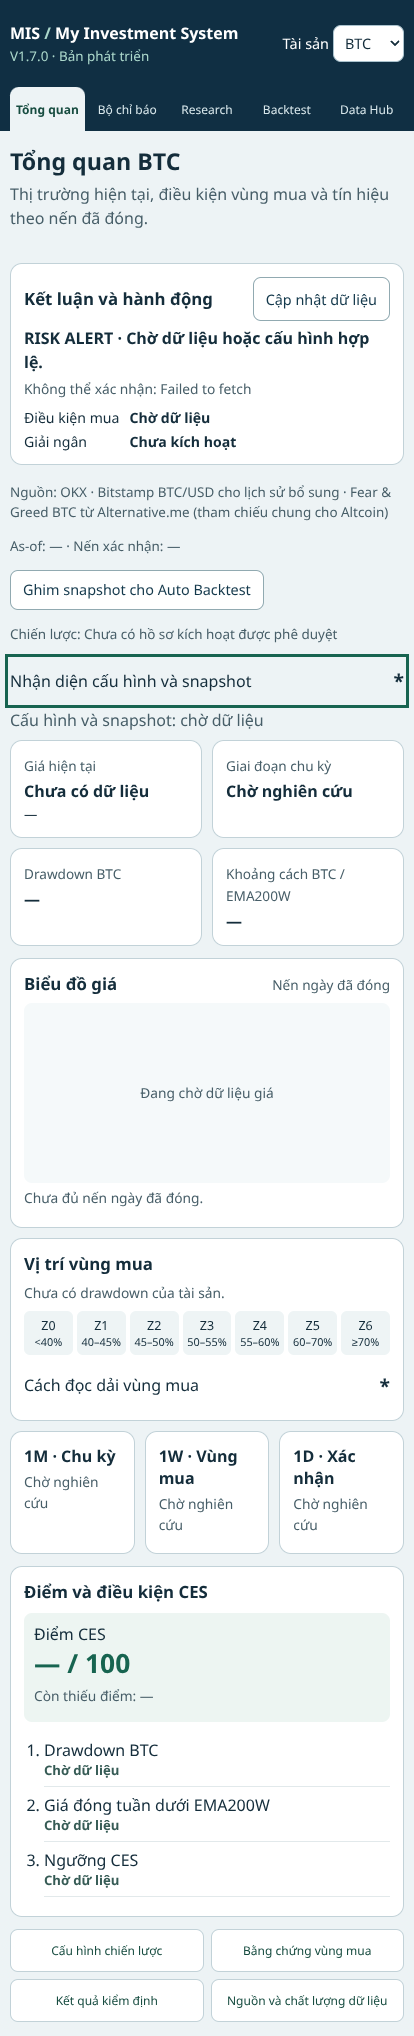 MIS / My Investment System
V1.7.0 · Bản phát triển
Tài sản BTC
Tổng quan Bộ chỉ báo Research Backtest Data Hub
Tổng quan BTC
Thị trường hiện tại, điều kiện vùng mua và tín hiệu
theo nến đã đóng.
Kết luận và hành động
Cập nhật dữ liệu
RISK ALERT · Chờ dữ liệu hoặc cấu hình hợp
lệ.
Không thể xác nhận: Failed to fetch
Điều kiện mua Chờ dữ liệu
Giải ngân Chưa kích hoạt
Nguồn: OKX · Bitstamp BTC/USD cho lịch sử bổ sung · Fear &
Greed BTC từ Alternative.me (tham chiếu chung cho Altcoin)
As-of: — · Nến xác nhận: —
Ghim snapshot cho Auto Backtest
Chiến lược: Chưa có hồ sơ kích hoạt được phê duyệt
Nhận diện cấu hình và snapshot *
Cấu hình và snapshot: chờ dữ liệu
Giá hiện tại
Chưa có dữ liệu
—
Giai đoạn chu kỳ
Chờ nghiên cứu
Drawdown BTC
—
Khoảng cách BTC /
EMA200W
—
Biểu đồ giá
Nến ngày đã đóng
Đang chờ dữ liệu giá
Chưa đủ nến ngày đã đóng.
Vị trí vùng mua
Chưa có drawdown của tài sản.
Z0 Z1 Z2 Z3 Z4 Z5 Z6
<40% 40–45% 45–50% 50–55% 55–60% 60–70% ≥70%
Cách đọc dải vùng mua *
1M · Chu kỳ
Chờ nghiên
cứu
1W · Vùng
mua
Chờ nghiên
cứu
1D · Xác
nhận
Chờ nghiên
cứu
Điểm và điều kiện CES
Điểm CES
— / 100
Còn thiếu điểm: —
1. Drawdown BTC
Chờ dữ liệu
2. Giá đóng tuần dưới EMA200W
Chờ dữ liệu
3. Ngưỡng CES
Chờ dữ liệu
Cấu hình chiến lược
Bằng chứng vùng mua
Kết quả kiểm định
Nguồn và chất lượng dữ liệu